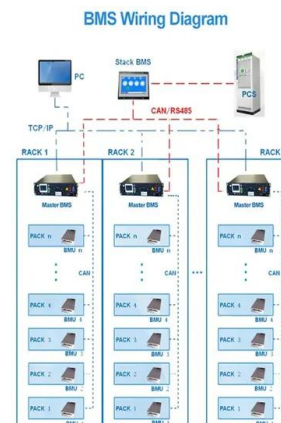 BMS Wiring Diagram
Stack BMS
PC
PCS
CAN/RS485
TCP/IP
RACK 1
RACK 2
RACK
Master BMS
Master BMS
Master BMS
PACK n
PACK n
PACK n
BMU n
BMU n
BMU n
CAN
CAN
CAN
PACK 4
PACK 4
PACK 4
BMU 4
BMU 4
BMU 4
PACK 3
PACK 3
PACK 3
BMU 3
BMU 3
BMU 3
PACK 2
PACK 2
PACK 2
BMU 2
BMU 2
BMU 2
PACK 1
PACK 1
PACK 1